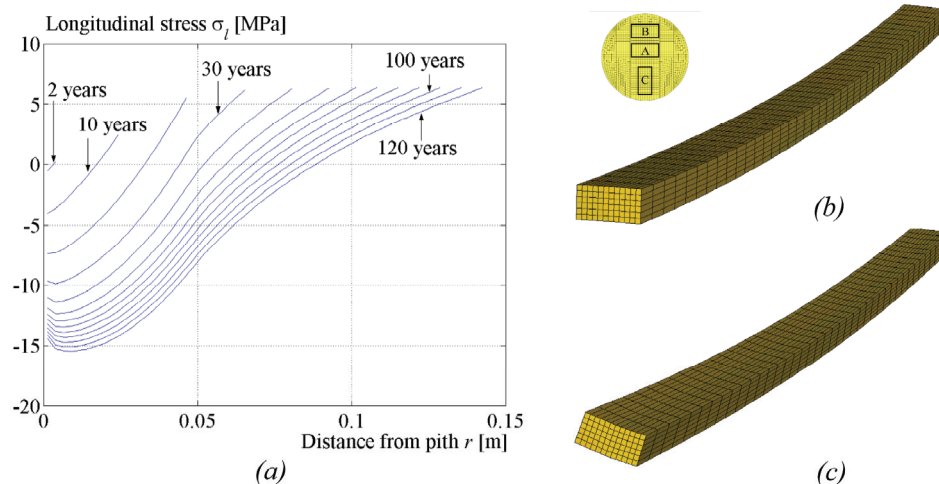 Longitudinal stress σl [MPa]
10
5
0
-5
-10
-15
-20
2 years
10 years
30 years
100 years
120 years
0
0.05
0.1
0.15
Distance from pith r [m]
(a)
B
A
C
(b)
(c)